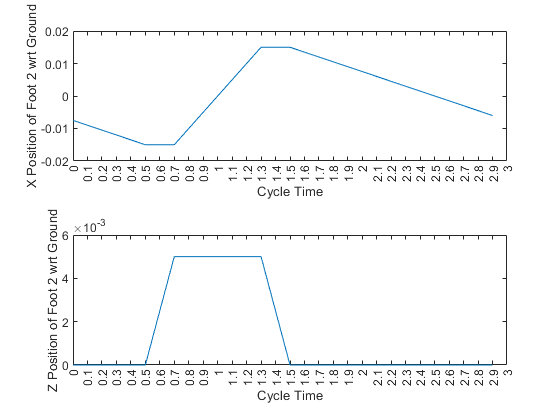 X Position of Foot 2 wrt Ground
0.02
0.01
0
-0.01
-0.02
0 0.1 0.2 0.3 0.4 0.5 0.6 0.7 0.8 0.9 1 1.1 1.2 1.3 1.4 1.5 1.6 1.7 1.8 1.9 2 2.1 2.2 2.3 2.4 2.5 2.6 2.7 2.8 2.9 3
Cycle Time
Z Position of Foot 2 wrt Ground
×10⁻³
6
4
2
0
0 0.1 0.2 0.3 0.4 0.5 0.6 0.7 0.8 0.9 1 1.1 1.2 1.3 1.4 1.5 1.6 1.7 1.8 1.9 2 2.1 2.2 2.3 2.4 2.5 2.6 2.7 2.8 2.9 3
Cycle Time